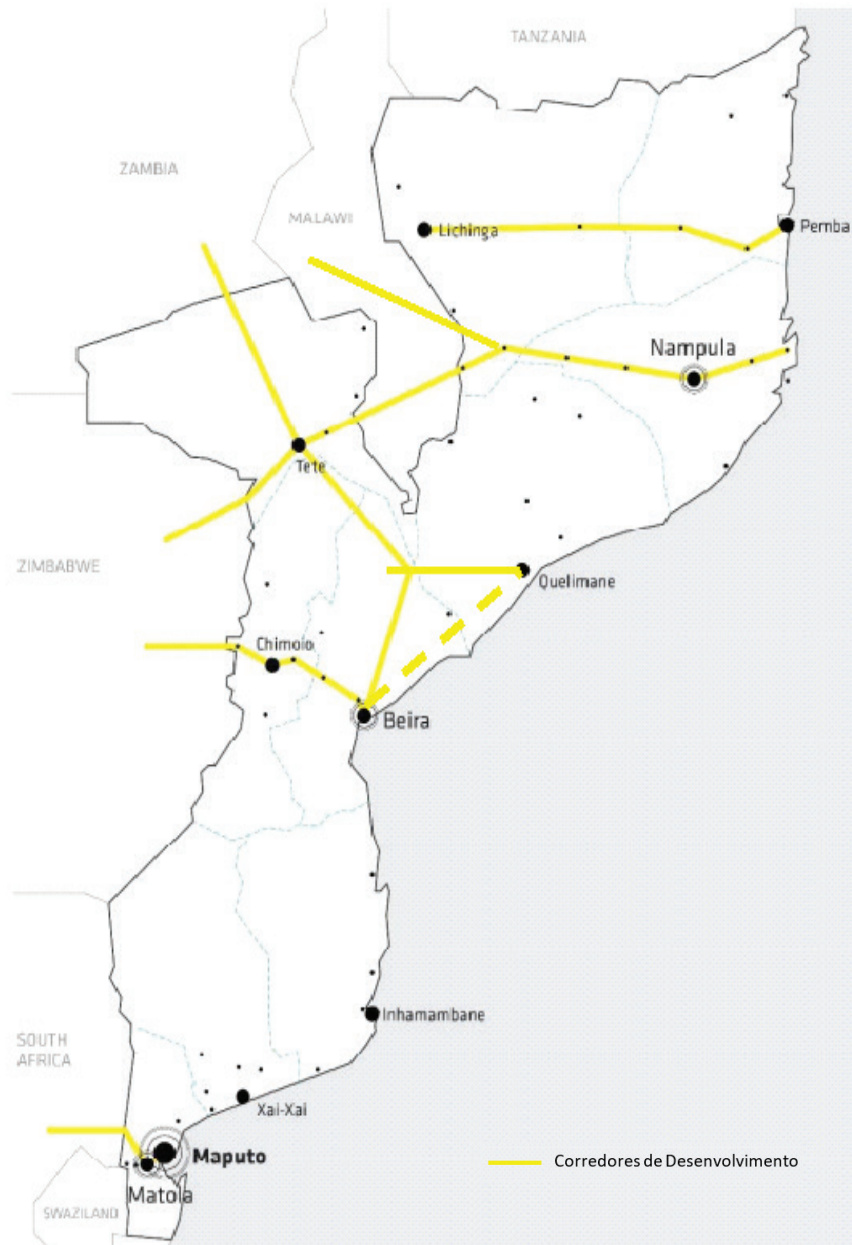 TANZANIA
ZAMBIA
MALAWI
Lichinga
Pemba
Nampula
Tete
ZIMBABWE
Quelimane
Chimoio
Beira
Inhamambane
SOUTH
AFRICA
Xai-Xai
Maputo
Corredores de Desenvolvimento
Matola
SWAZILAND